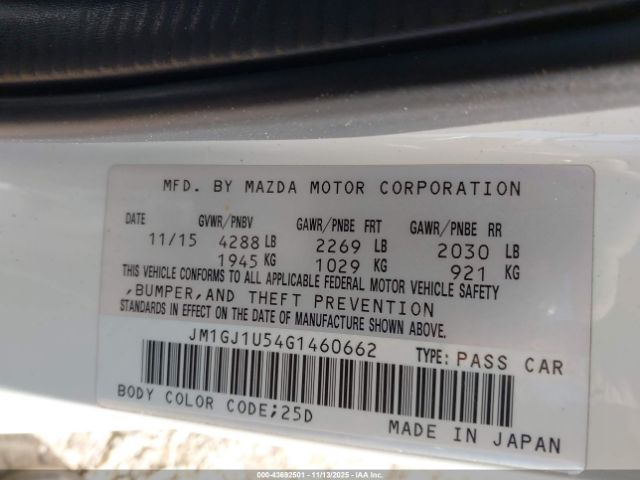 MFD. BY MAZDA MOTOR CORPORATION
DATE GVWR/PNBV GAWR/PNBE FRT GAWR/PNBE RR
11/15 4288 LB 2269 LB 2030 LB
1945 KG 1029 KG 921 KG
THIS VEHICLE CONFORMS TO ALL APPLICABLE FEDERAL MOTOR VEHICLE SAFETY
,BUMPER,AND THEFT PREVENTION
STANDARDS IN EFFECT ON THE DATE OF MANUFACTURE SHOWN ABOVE.
JM1GJ1U54G1460662 TYPE: PASS CAR
BODY COLOR CODE;25D
MADE IN JAPAN
000-43692501 - 11/13/2025 - IAAI.com/ca